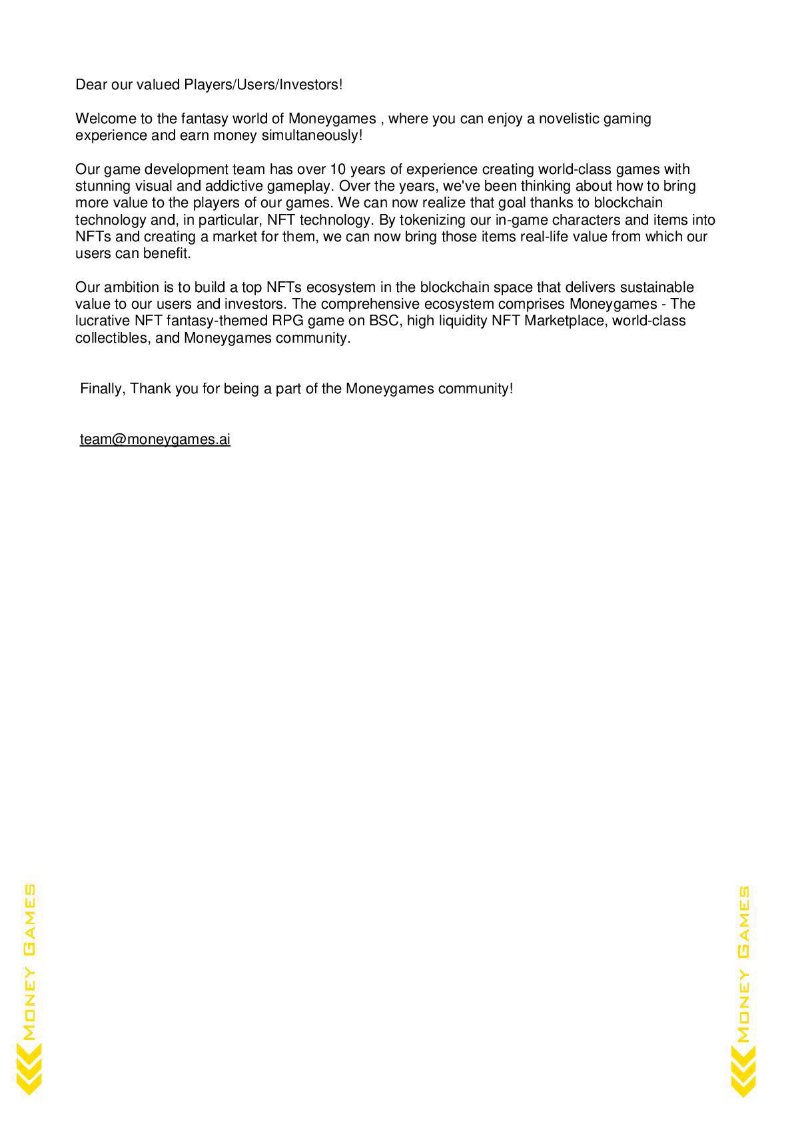 Dear our valued Players/Users/Investors!
Welcome to the fantasy world of Moneygames , where you can enjoy a novelistic gaming
experience and earn money simultaneously!
Our game development team has over 10 years of experience creating world-class games with
stunning visual and addictive gameplay. Over the years, we've been thinking about how to bring
more value to the players of our games. We can now realize that goal thanks to blockchain
technology and, in particular, NFT technology. By tokenizing our in-game characters and items into
NFTs and creating a market for them, we can now bring those items real-life value from which our
users can benefit.
Our ambition is to build a top NFTs ecosystem in the blockchain space that delivers sustainable
value to our users and investors. The comprehensive ecosystem comprises Moneygames - The
lucrative NFT fantasy-themed RPG game on BSC, high liquidity NFT Marketplace, world-class
collectibles, and Moneygames community.
Finally, Thank you for being a part of the Moneygames community!
team@moneygames.ai
MONEY GAMES
MONEY GAMES